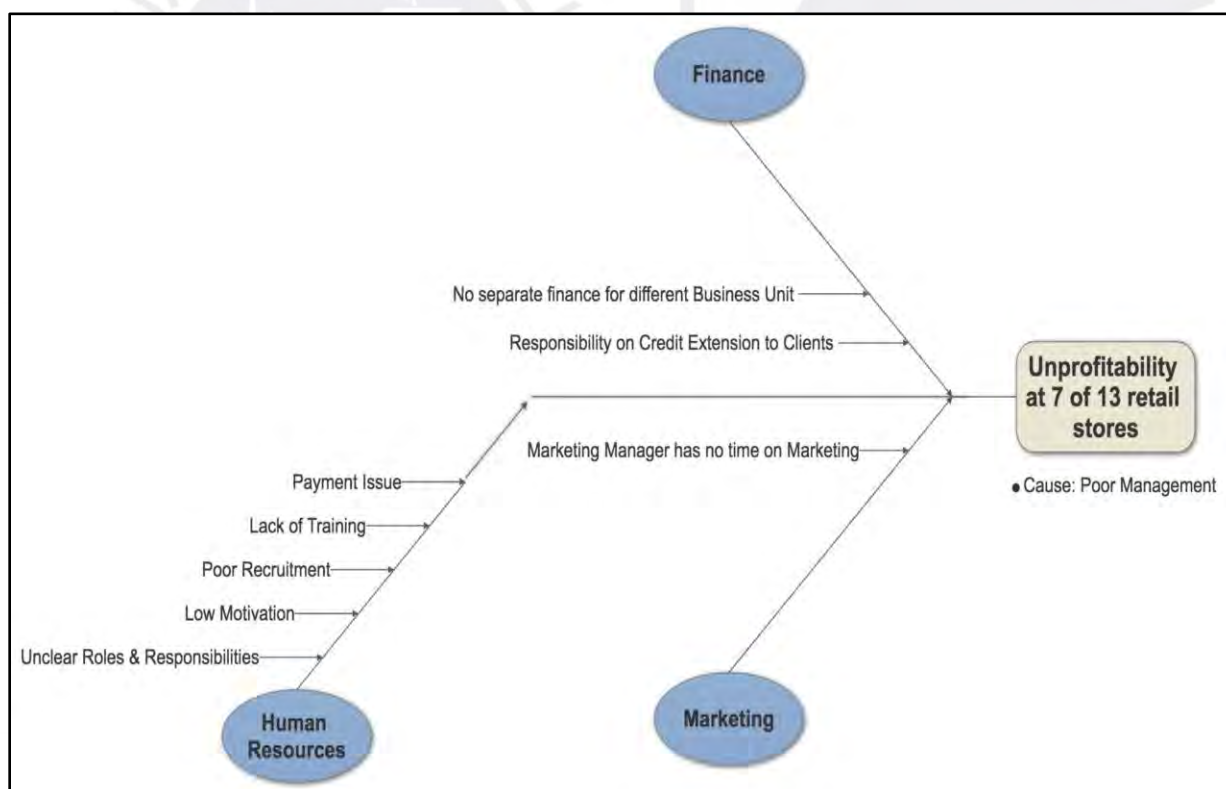 Finance
No separate finance for different Business Unit
Responsibility on Credit Extension to Clients
Unprofitability
at 7 of 13 retail
stores
Marketing Manager has no time on Marketing
Payment Issue
• Cause: Poor Management
Lack of Training
Poor Recruitment
Low Motivation
Unclear Roles & Responsibilities
Human
Resources
Marketing